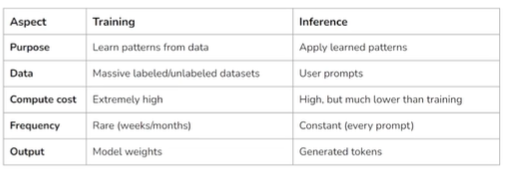 Aspect Training Inference
Purpose Learn patterns from data Apply learned patterns
Data Massive labeled/unlabeled datasets User prompts
Compute cost Extremely high High, but much lower than training
Frequency Rare (weeks/months) Constant (every prompt)
Output Model weights Generated tokens